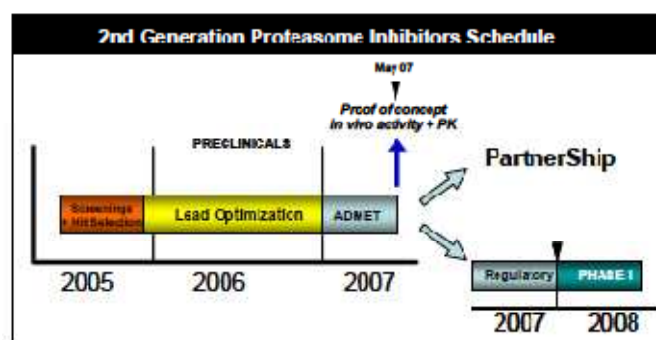 2nd Generation Proteasome Inhibitors Schedule
May 07
Proof of concept
in vivo activity + PK
PRECLINICALS
PartnerShip
Screenings
+ HitSelection
Lead Optimization
ADMET
2005
2006
2007
Regulatory
PHASE I
2007
2008